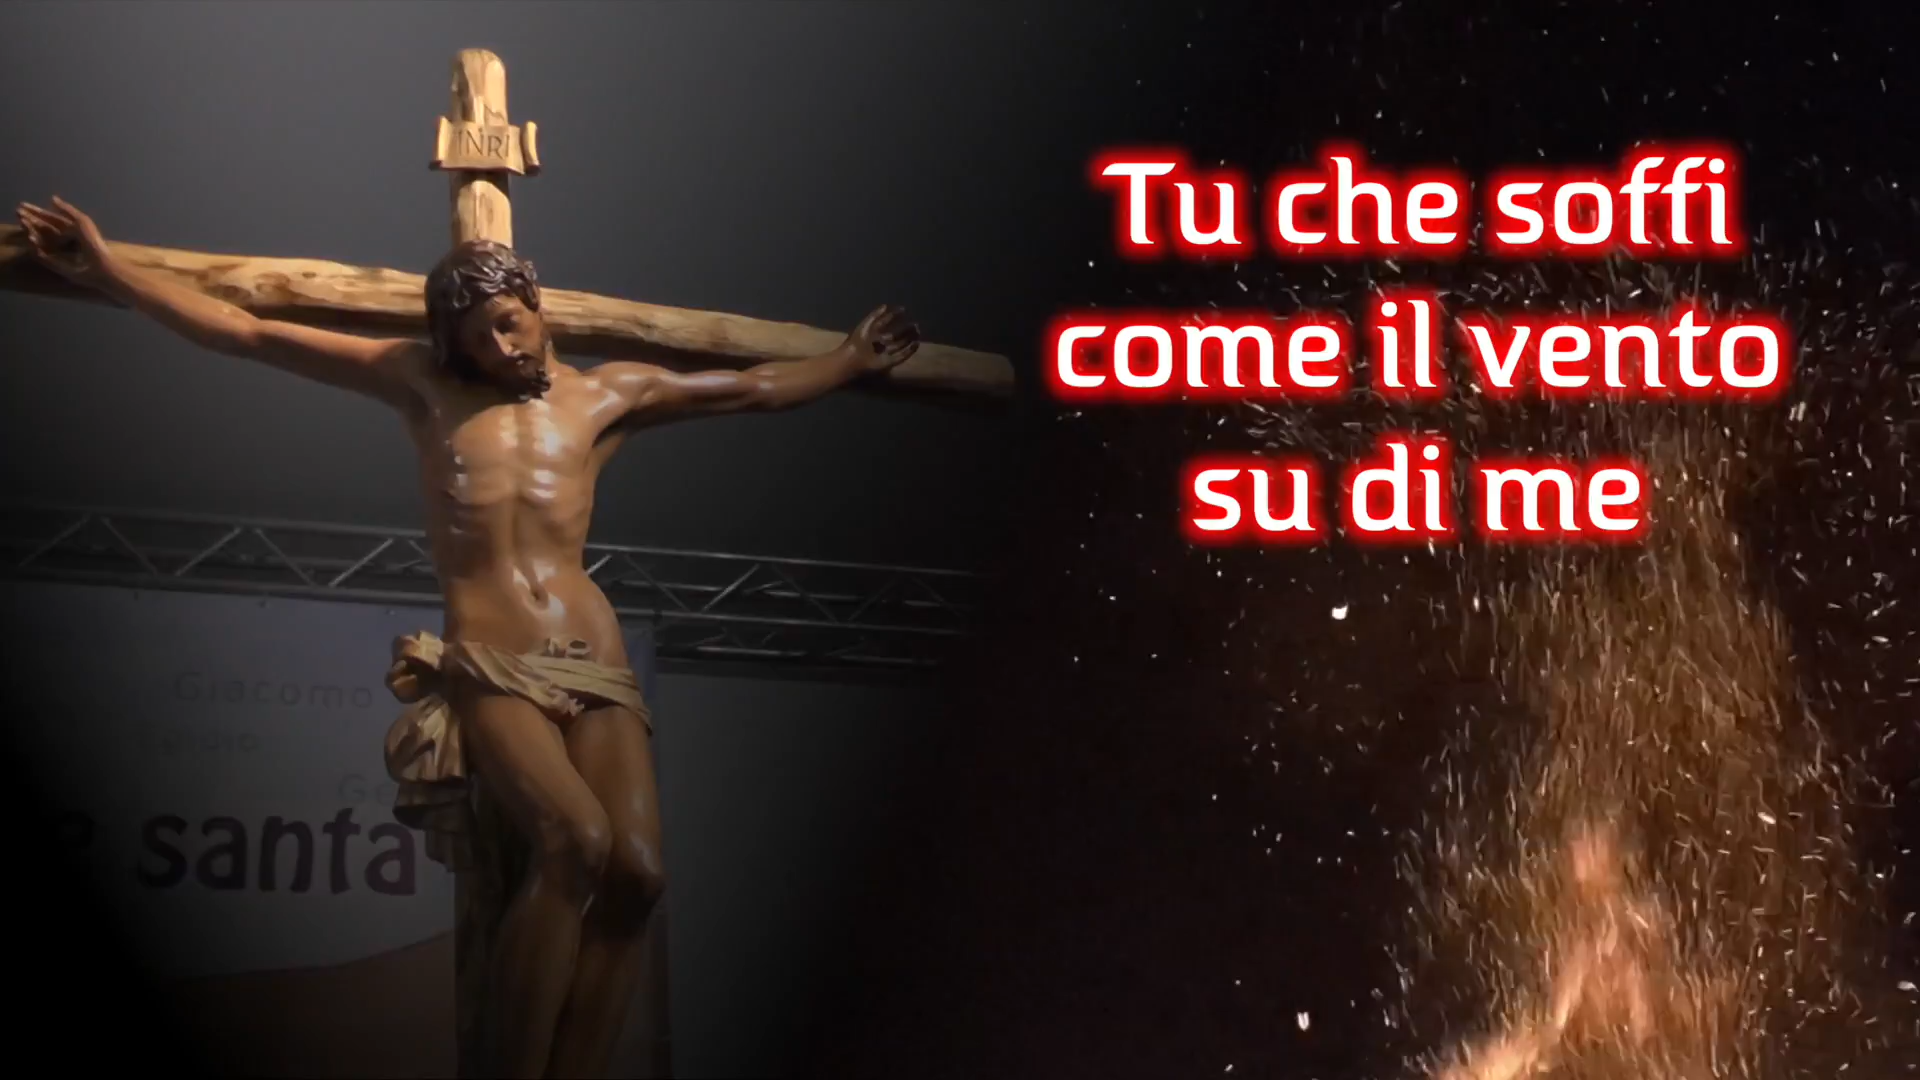 INRI
Tu che soffi
come il vento
su di me
Giacomo
santa